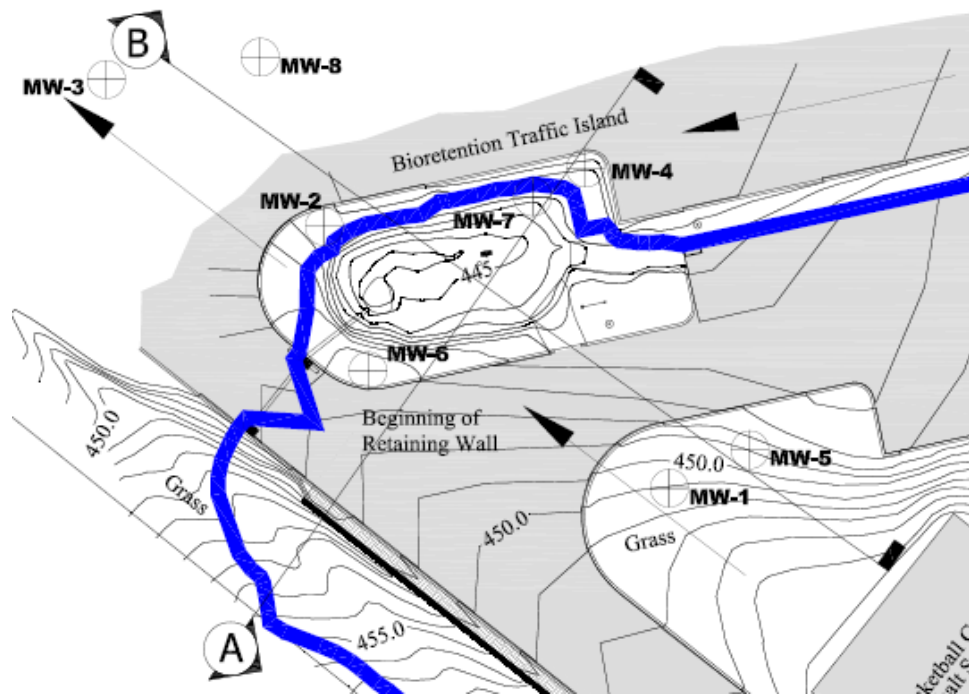 B
MW-8
MW-3
Bioretention Traffic Island
MW-4
MW-2
MW-7
445
MW-6
Beginning of
Retaining Wall
450.0
450.0
MW-5
MW-1
Grass
450.0
Grass
455.0
A